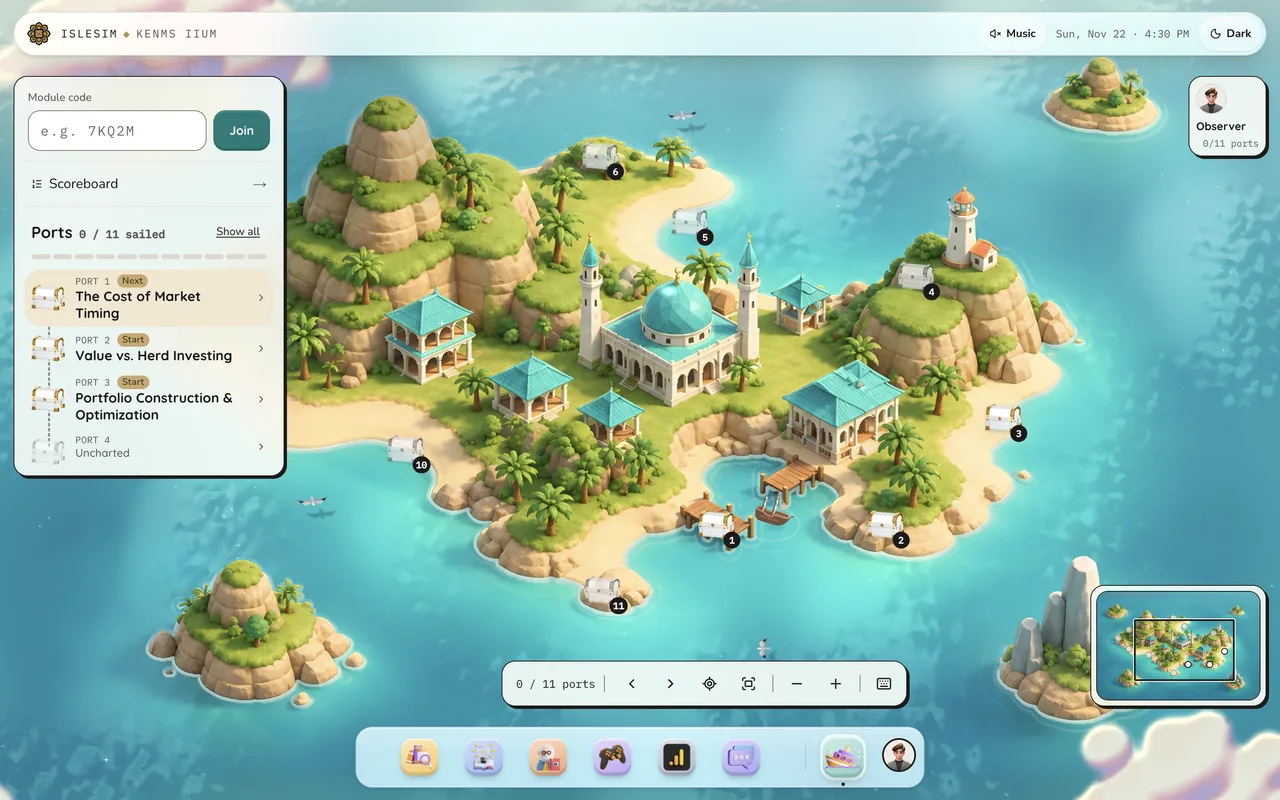 ISLESIM ◆ KENMS IIUM
Music
Sun, Nov 22 · 4:30 PM
Dark
Module code
e.g. 7KQ2M
Join
Scoreboard →
Ports 0 / 11 sailed
Show all
PORT 1 Next
The Cost of Market
Timing
PORT 2 Start
Value vs. Herd Investing
PORT 3 Start
Portfolio Construction &
Optimization
PORT 4
Uncharted
Observer
0/11 ports
6
5
4
3
10
1
2
11
0 / 11 ports